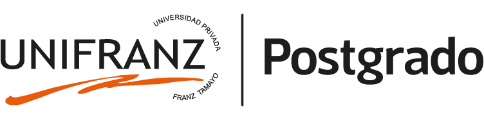 UNIFRANZ
UNIVERSIDAD PRIVADA
FRANZ TAMAYO
Postgrado